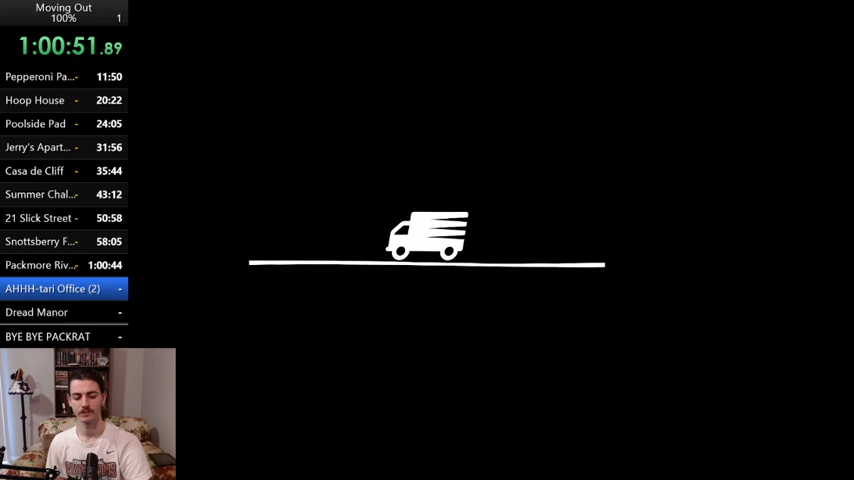 Moving Out
100% 1
1:00:51.89
Pepperoni Pa...- 11:50
Hoop House - 20:22
Poolside Pad - 24:05
Jerry's Apart...- 31:56
Casa de Cliff - 35:44
Summer Chal...- 43:12
21 Slick Street - 50:58
Snottsberry F...- 58:05
Packmore Riv...- 1:00:44
AHHH-tari Office (2) -
Dread Manor -
BYE BYE PACKRAT -